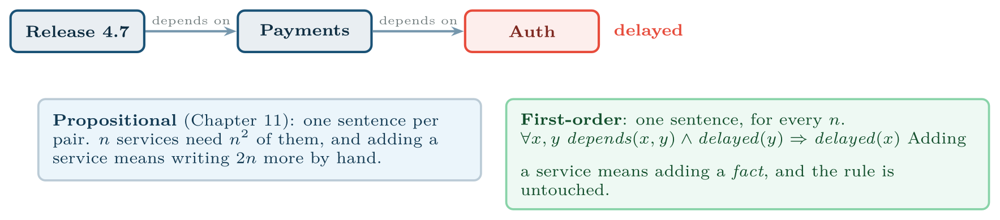 Release 4.7 depends on Payments depends on Auth delayed
Propositional (Chapter 11): one sentence per
pair. n services need n² of them, and adding a
service means writing 2n more by hand.
First-order: one sentence, for every n.
∀x, y depends(x, y) ∧ delayed(y) ⇒ delayed(x) Adding
a service means adding a fact, and the rule is
untouched.